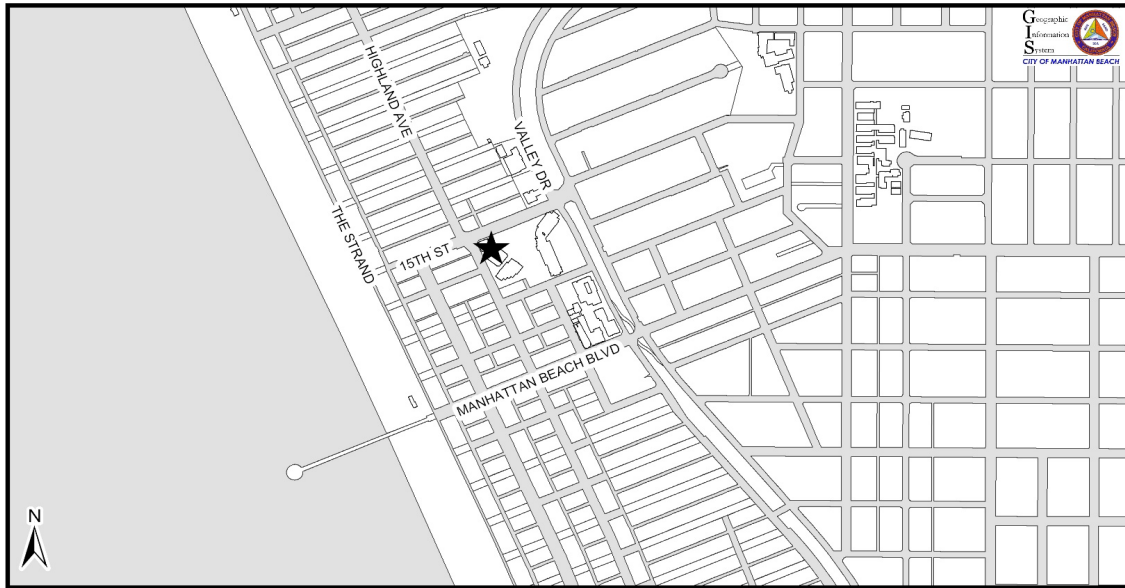 Geographic
Information
System
CITY OF MANHATTAN BEACH
HIGHLAND AVE
VALLEY DR
THE STRAND
15TH ST
MANHATTAN BEACH BLVD
N